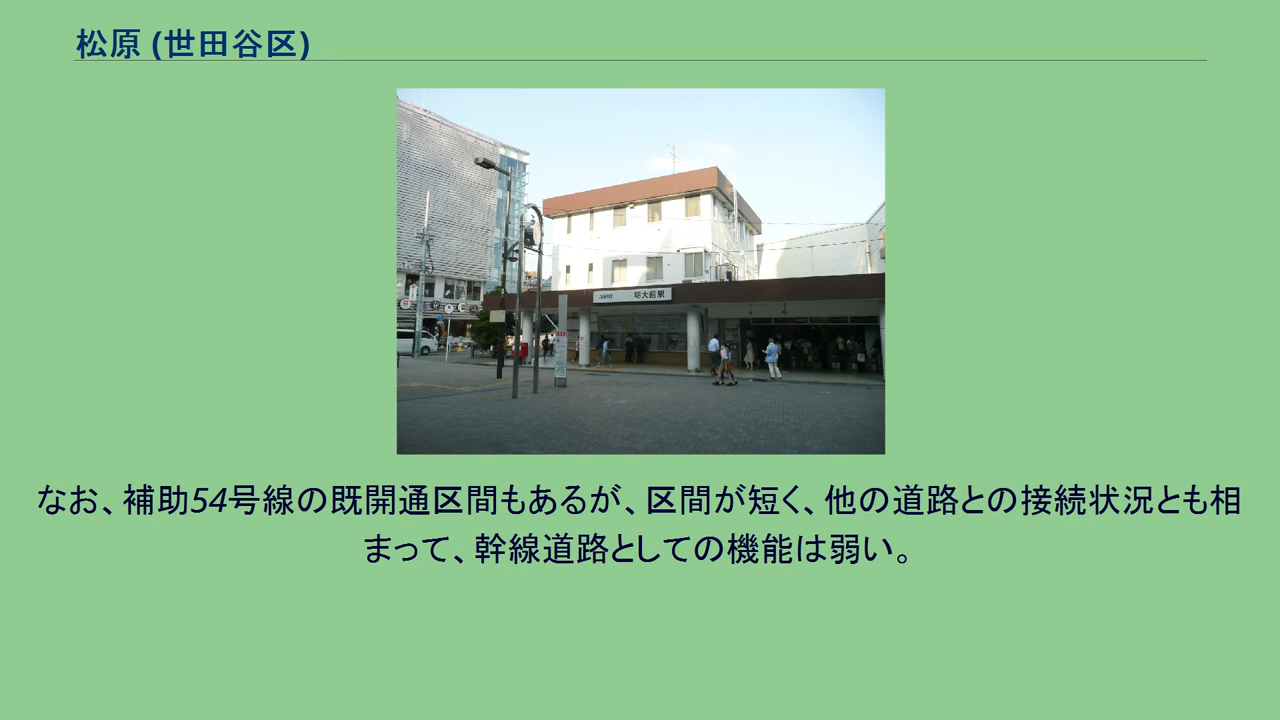 松原 (世田谷区)
明大前駅
なお、補助54号線の既開通区間もあるが、区間が短く、他の道路との接続状況とも相
まって、幹線道路としての機能は弱い。